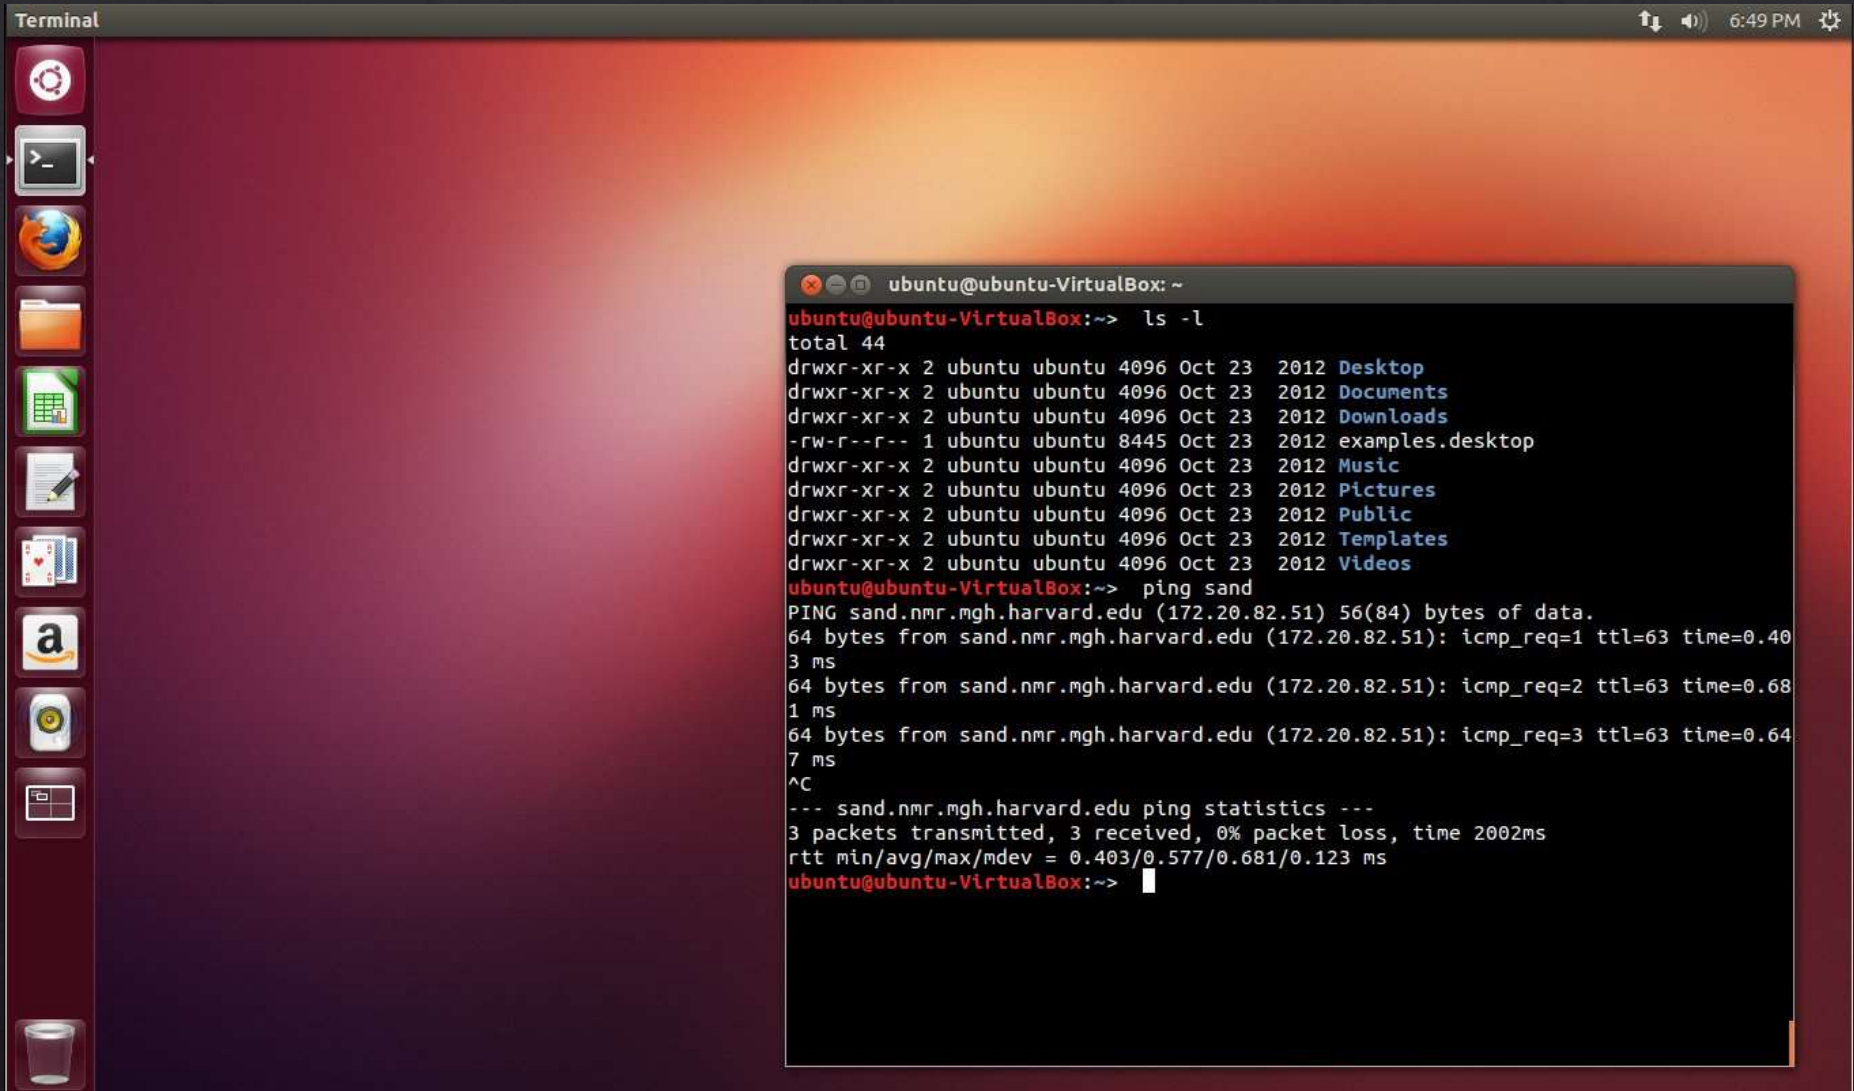 Terminal
6:49 PM
ubuntu@ubuntu-VirtualBox: ~
ubuntu@ubuntu-VirtualBox:~>  ls -l
total 44
drwxr-xr-x 2 ubuntu ubuntu 4096 Oct 23  2012 Desktop
drwxr-xr-x 2 ubuntu ubuntu 4096 Oct 23  2012 Documents
drwxr-xr-x 2 ubuntu ubuntu 4096 Oct 23  2012 Downloads
-rw-r--r-- 1 ubuntu ubuntu 8445 Oct 23  2012 examples.desktop
drwxr-xr-x 2 ubuntu ubuntu 4096 Oct 23  2012 Music
drwxr-xr-x 2 ubuntu ubuntu 4096 Oct 23  2012 Pictures
drwxr-xr-x 2 ubuntu ubuntu 4096 Oct 23  2012 Public
drwxr-xr-x 2 ubuntu ubuntu 4096 Oct 23  2012 Templates
drwxr-xr-x 2 ubuntu ubuntu 4096 Oct 23  2012 Videos
ubuntu@ubuntu-VirtualBox:~>  ping sand
PING sand.nmr.mgh.harvard.edu (172.20.82.51) 56(84) bytes of data.
64 bytes from sand.nmr.mgh.harvard.edu (172.20.82.51): icmp_req=1 ttl=63 time=0.40
3 ms
64 bytes from sand.nmr.mgh.harvard.edu (172.20.82.51): icmp_req=2 ttl=63 time=0.68
1 ms
64 bytes from sand.nmr.mgh.harvard.edu (172.20.82.51): icmp_req=3 ttl=63 time=0.64
7 ms
^C
--- sand.nmr.mgh.harvard.edu ping statistics ---
3 packets transmitted, 3 received, 0% packet loss, time 2002ms
rtt min/avg/max/mdev = 0.403/0.577/0.681/0.123 ms
ubuntu@ubuntu-VirtualBox:~>
>_
a